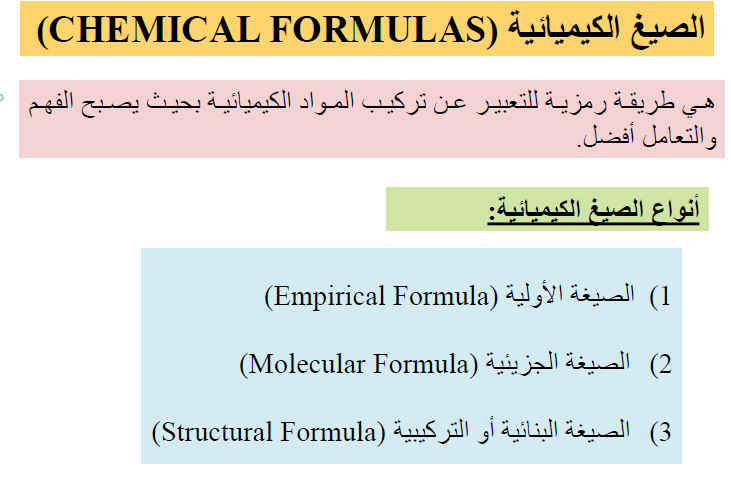 الصيغ الكيميائية (CHEMICAL FORMULAS)
هي طريقة رمزية للتعبير عن تركيب المواد الكيميائية بحيث يصبح الفهم
والتعامل أفضل.
أنواع الصيغ الكيميائية:
1) الصيغة الأولية (Empirical Formula)
2) الصيغة الجزيئية (Molecular Formula)
3) الصيغة البنائية أو التركيبية (Structural Formula)